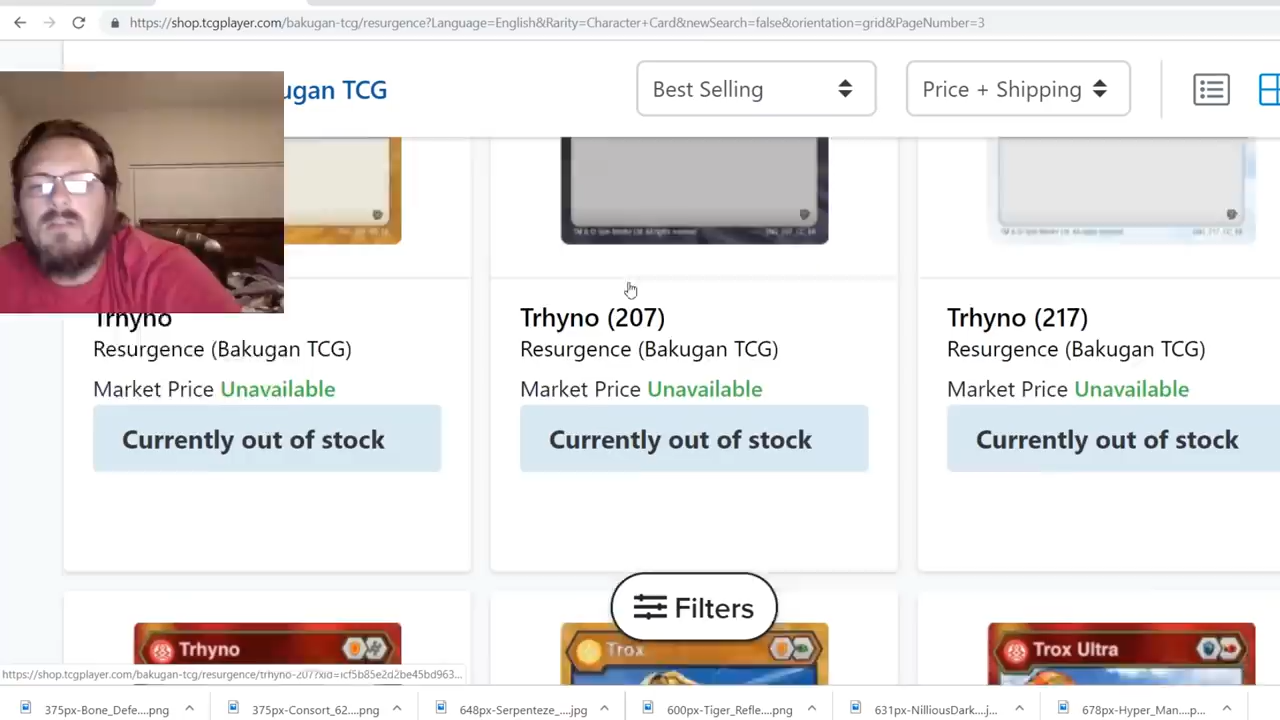 https://shop.tcgplayer.com/bakugan-tcg/resurgence?Language=English&Rarity=Character+Card&newSearch=false&orientation=grid&PageNumber=3
ugan TCG
Best Selling
Price + Shipping
Trhyno
Resurgence (Bakugan TCG)
Market Price Unavailable
Currently out of stock
Trhyno (207)
Resurgence (Bakugan TCG)
Market Price Unavailable
Currently out of stock
Trhyno (217)
Resurgence (Bakugan TCG)
Market Price Unavailable
Currently out of stock
Filters
Trhyno
Trox
Trox Ultra
375px-Bone_Defe....png
375px-Consort_62....png
648px-Serpenteze_....jpg
600px-Tiger_Refle....png
631px-NilliousDark....j...
678px-Hyper_Man....p...